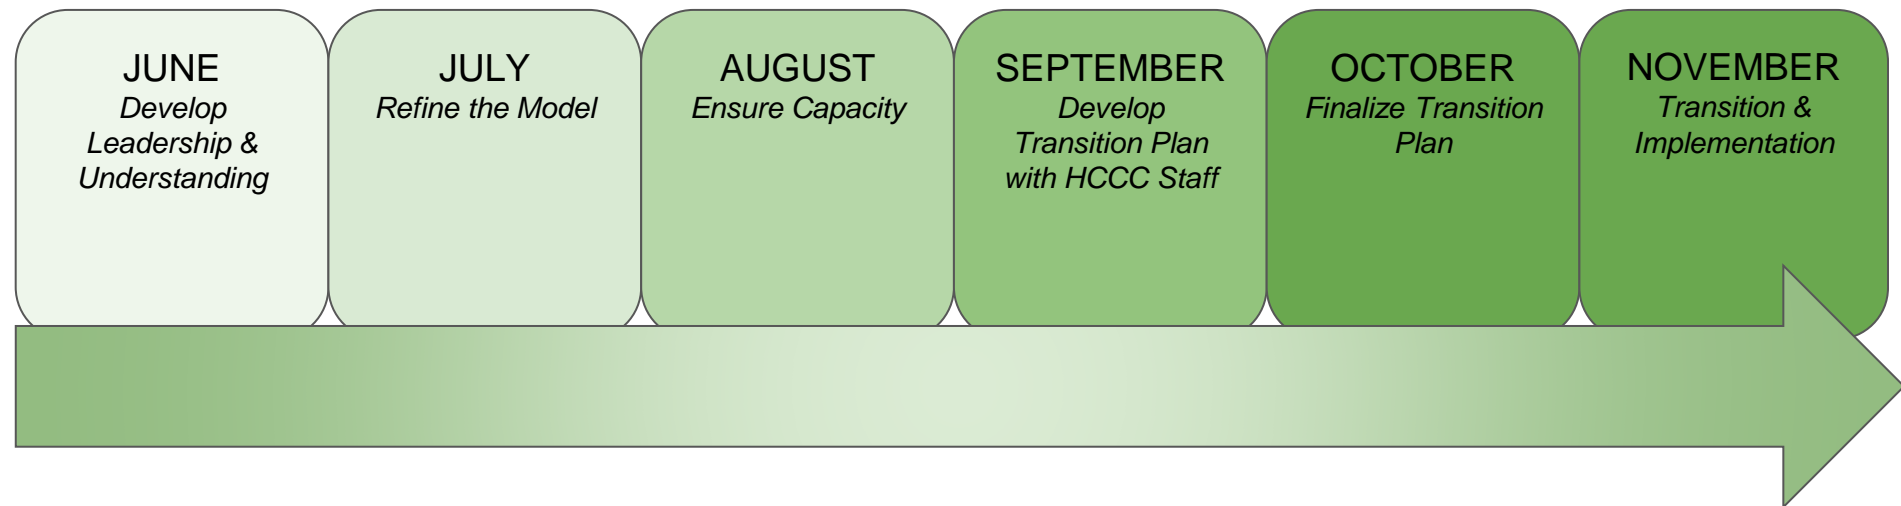 JUNE
Develop
Leadership &
Understanding
JULY
Refine the Model
AUGUST
Ensure Capacity
SEPTEMBER
Develop
Transition Plan
with HCCC Staff
OCTOBER
Finalize Transition
Plan
NOVEMBER
Transition &
Implementation